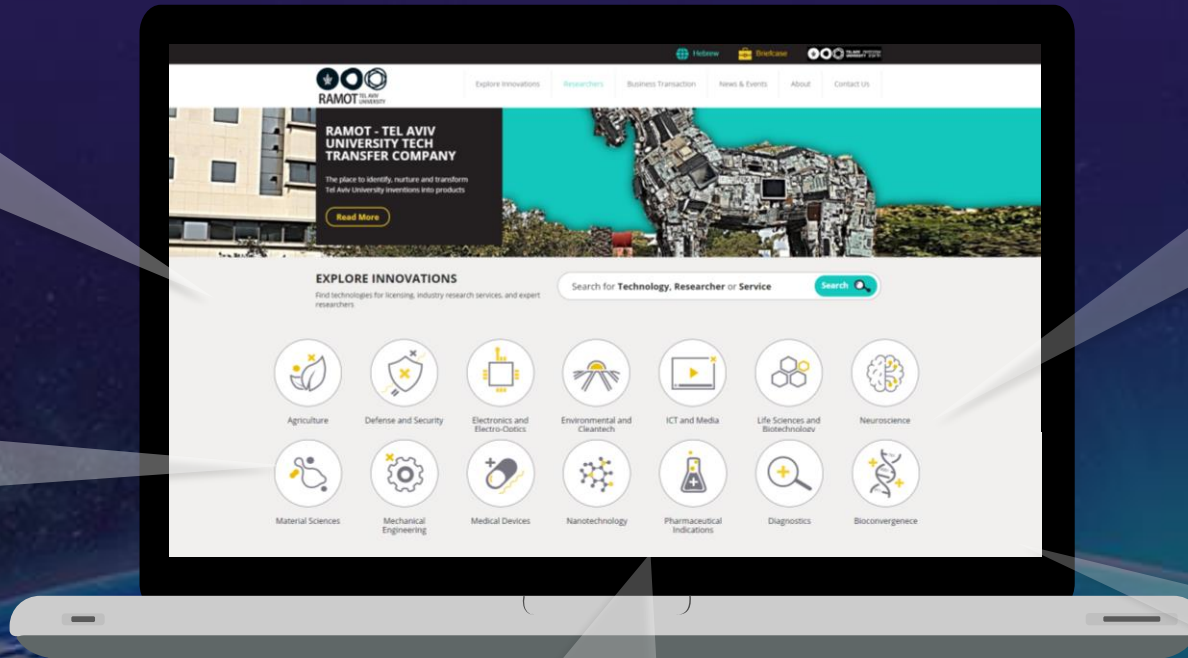 Hebrew
Briefcase
RAMOT TEL AVIV
UNIVERSITY
Explore Innovations
Researchers
Business Transaction
News & Events
About
Contact Us
RAMOT - TEL AVIV
UNIVERSITY TECH
TRANSFER COMPANY
The place to identify, nurture and transform
Tel Aviv University inventions into products
Read More
EXPLORE INNOVATIONS
Find technologies for licensing, industry research services, and expert
researchers
Search for Technology, Researcher or Service
Search
Agriculture
Defense and Security
Electronics and
Electro-Optics
Environmental and
Cleantech
ICT and Media
Life Sciences and
Biotechnology
Neuroscience
Material Sciences
Mechanical
Engineering
Medical Devices
Nanotechnology
Pharmaceutical
Indications
Diagnostics
Bioconvergenece